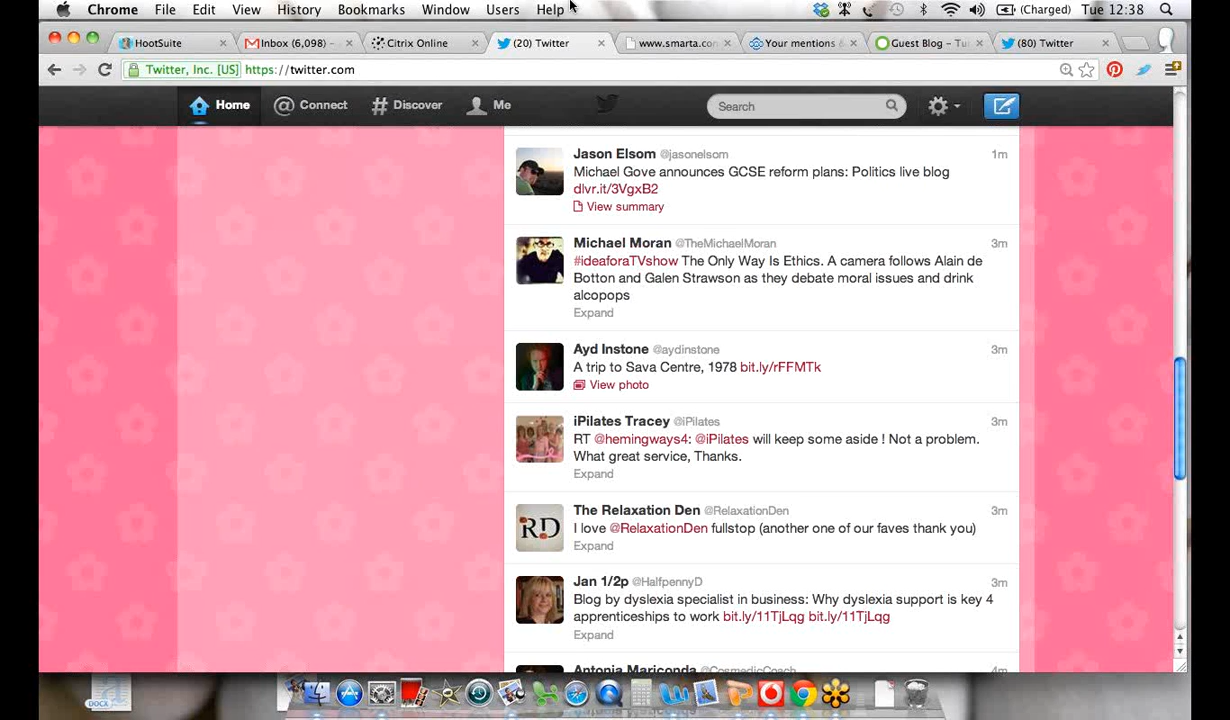 Chrome File Edit View History Bookmarks Window Users Help (Charged) Tue 12:38
HootSuite Inbox (6,098) – Citrix Online (20) Twitter www.smarta.co Your mentions Guest Blog – Tu (80) Twitter
Twitter, Inc. [US] https://twitter.com
Home Connect Discover Me Search
Jason Elsom @jasonelsom 1m
Michael Gove announces GCSE reform plans: Politics live blog
dlvr.it/3VgxB2
View summary
Michael Moran @TheMichaelMoran 3m
#ideaforaTVshow The Only Way Is Ethics. A camera follows Alain de
Botton and Galen Strawson as they debate moral issues and drink
alcopops
Expand
Ayd Instone @aydinstone 3m
A trip to Sava Centre, 1978 bit.ly/rFFMTk
View photo
iPilates Tracey @iPilates 3m
RT @hemingways4: @iPilates will keep some aside ! Not a problem.
What great service, Thanks.
Expand
The Relaxation Den @RelaxationDen 3m
RD
I love @RelaxationDen fullstop (another one of our faves thank you)
Expand
Jan 1/2p @HalfpennyD 3m
Blog by dyslexia specialist in business: Why dyslexia support is key 4
apprenticeships to work bit.ly/11TjLqg bit.ly/11TjLqg
Expand
Antonia Mariconda @CosmedicCoach 4m
DOCX